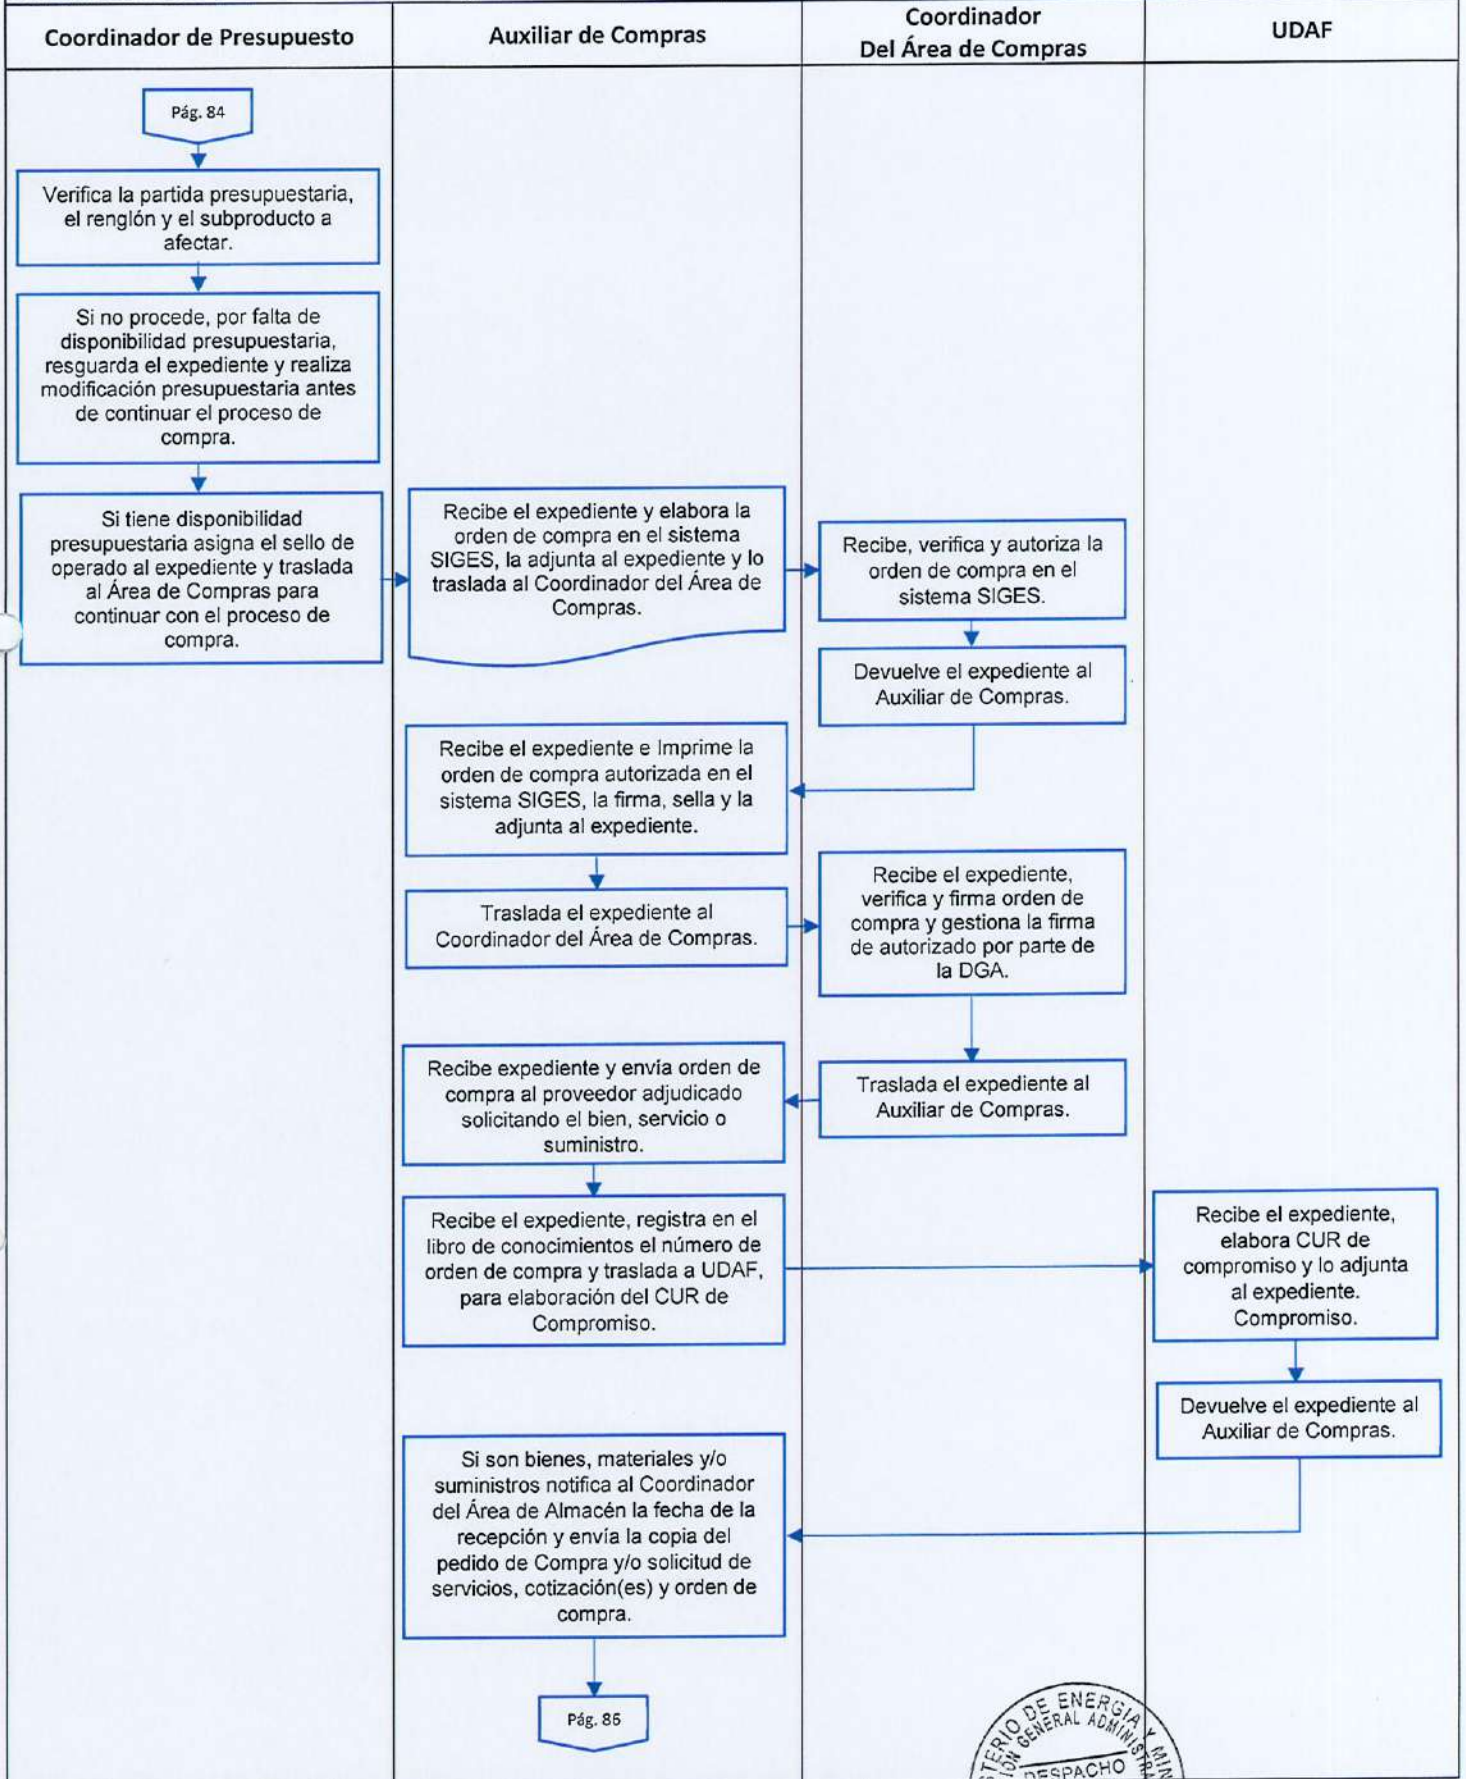 Coordinador de Presupuesto
Auxiliar de Compras
Coordinador
Del Área de Compras
UDAF
Pág. 84
Verifica la partida presupuestaria,
el renglón y el subproducto a
afectar.
Si no procede, por falta de
disponibilidad presupuestaria,
resguarda el expediente y realiza
modificación presupuestaria antes
de continuar el proceso de
compra.
Si tiene disponibilidad
presupuestaria asigna el sello de
operado al expediente y traslada
al Área de Compras para
continuar con el proceso de
compra.
Recibe el expediente y elabora la
orden de compra en el sistema
SIGES, la adjunta al expediente y lo
traslada al Coordinador del Área de
Compras.
Recibe, verifica y autoriza la
orden de compra en el
sistema SIGES.
Devuelve el expediente al
Auxiliar de Compras.
Recibe el expediente e Imprime la
orden de compra autorizada en el
sistema SIGES, la firma, sella y la
adjunta al expediente.
Traslada el expediente al
Coordinador del Área de Compras.
Recibe el expediente,
verifica y firma orden de
compra y gestiona la firma
de autorizado por parte de
la DGA.
Traslada el expediente al
Auxiliar de Compras.
Recibe expediente y envía orden de
compra al proveedor adjudicado
solicitando el bien, servicio o
suministro.
Recibe el expediente, registra en el
libro de conocimientos el número de
orden de compra y traslada a UDAF,
para elaboración del CUR de
Compromiso.
Recibe el expediente,
elabora CUR de
compromiso y lo adjunta
al expediente.
Compromiso.
Devuelve el expediente al
Auxiliar de Compras.
Si son bienes, materiales y/o
suministros notifica al Coordinador
del Área de Almacén la fecha de la
recepción y envía la copia del
pedido de Compra y/o solicitud de
servicios, cotización(es) y orden de
compra.
Pág. 86
DE ENERGIA Y
GENERAL
DESPACHO